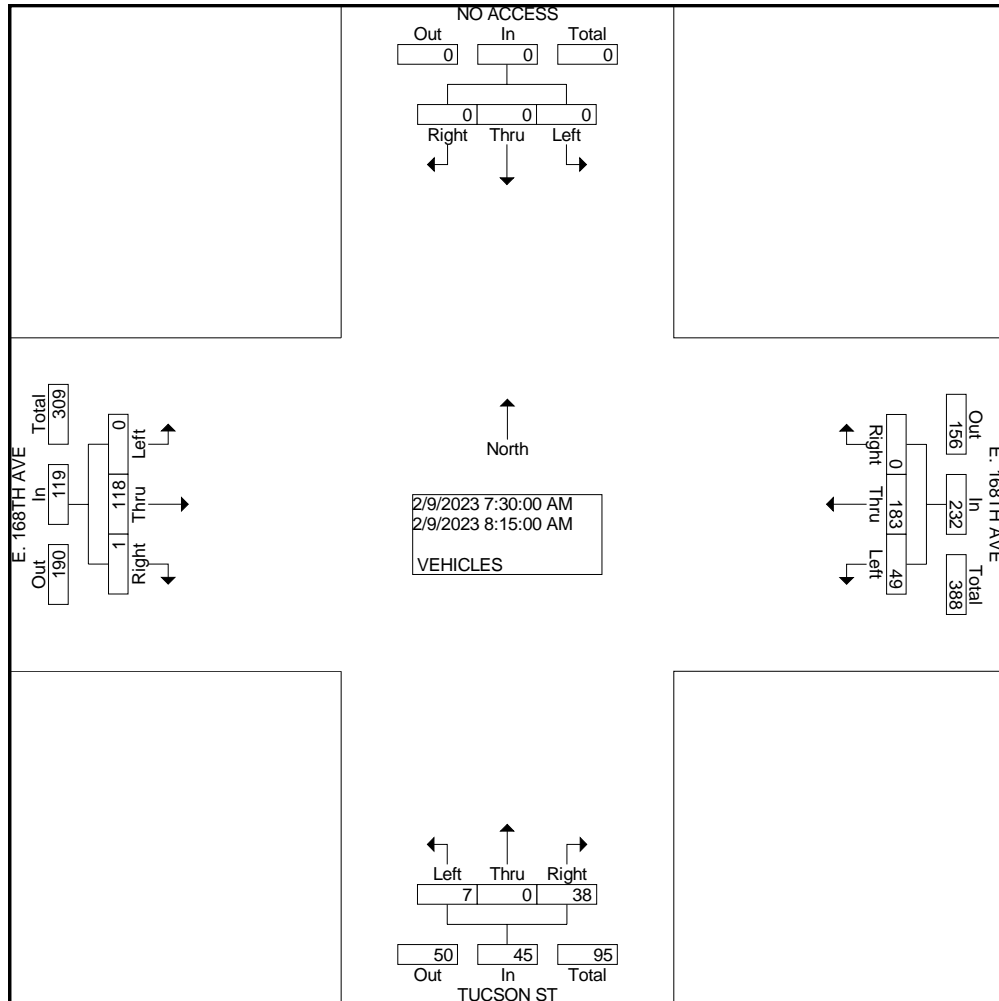 NO ACCESS
Out In Total
0 0 0
0 0 0
Right Thru Left
E. 168TH AVE
Total In Out
309 119 190
0 118 1
Left Thru Right
North
2/9/2023 7:30:00 AM
2/9/2023 8:15:00 AM
VEHICLES
Right Thru Left
0 183 49
Out In Total
156 232 388
E. 168TH AVE
Left Thru Right
7 0 38
50 45 95
Out In Total
TUCSON ST